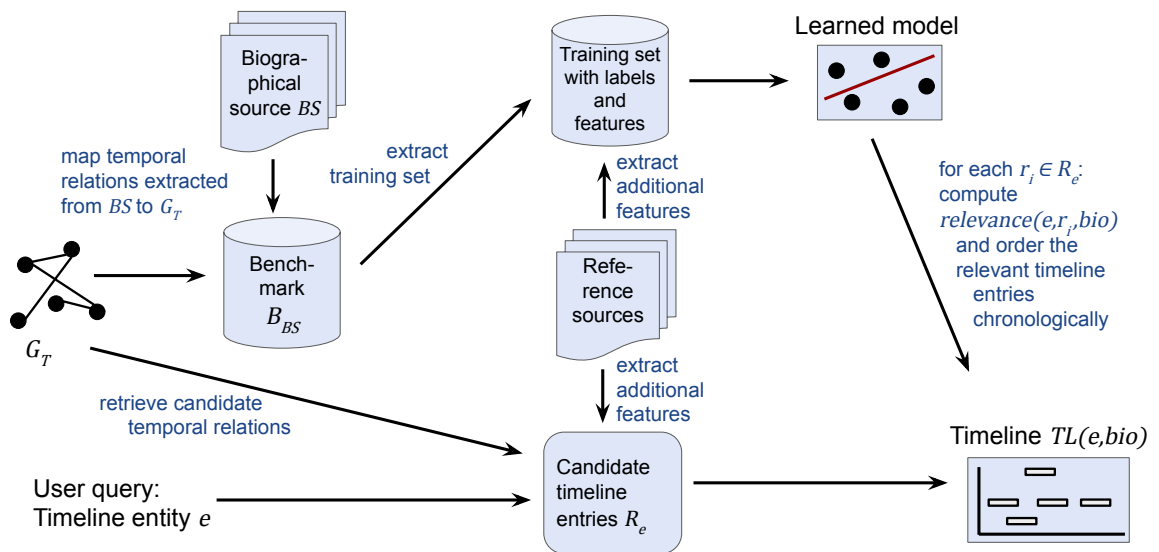 Biogra-
phical
source BS
map temporal
relations extracted
from BS to G_T
Bench-
mark
B_BS
G_T
extract
training set
Training set
with labels
and
features
Learned model
extract
additional
features
Refe-
rence
sources
extract
additional
features
for each r_i ∈ R_e:
compute
relevance(e,r_i,bio)
and order the
relevant timeline
entries
chronologically
retrieve candidate
temporal relations
User query:
Timeline entity e
Candidate
timeline
entries R_e
Timeline TL(e,bio)